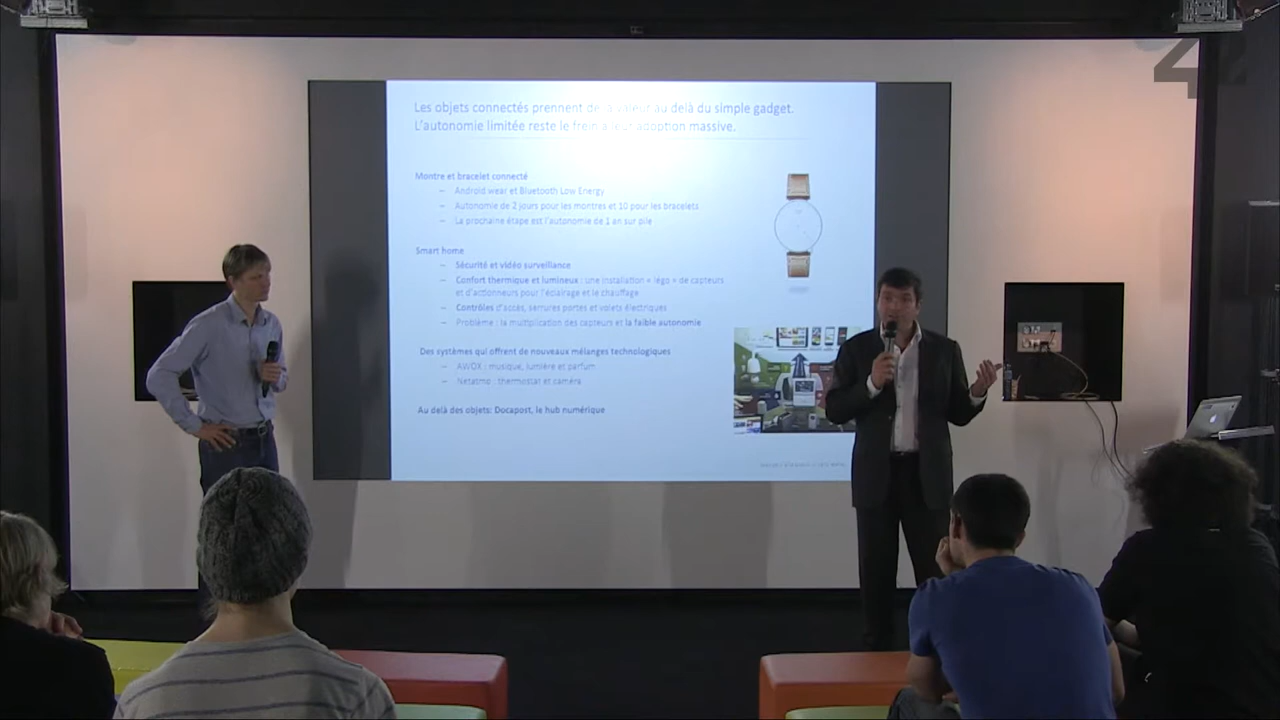 42
Les objets connectés prennent de la valeur au delà du simple gadget.
L'autonomie limitée reste le frein à leur adoption massive.
Montre et bracelet connecté
– Android wear et Bluetooth Low Energy
– Autonomie de 2 jours pour les montres et 10 pour les bracelets
– La prochaine étape est l'autonomie de 1 an sur pile
Smart home
– Sécurité et vidéo surveillance
– Confort thermique et lumineux : une installation « légo » de capteurs
et d'actionneurs pour l'éclairage et le chauffage
– Contrôles d'accès, serrures portes et volets électriques
– Problème : la multiplication des capteurs et la faible autonomie
Des systèmes qui offrent de nouveaux mélanges technologiques
– AWOX : musique, lumière et parfum
– Netatmo : thermostat et caméra
Au delà des objets: Docapost, le hub numérique